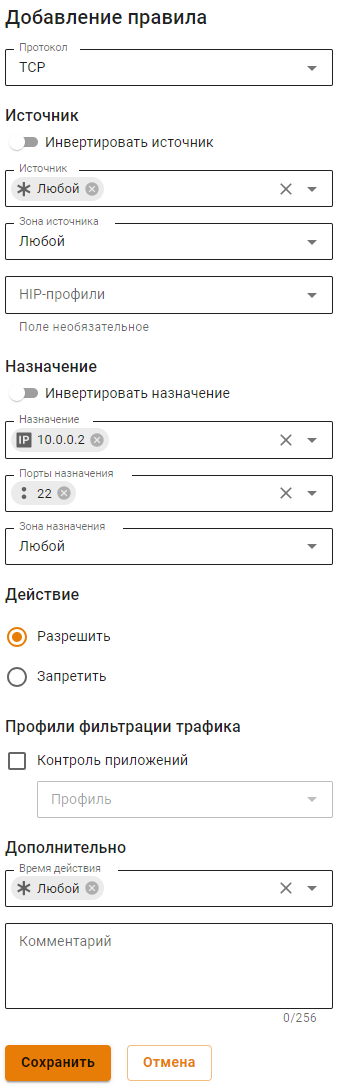 Добавление правила
Протокол
TCP
Источник
Инвертировать источник
Источник
Любой
Зона источника
Любой
HIP-профили
Поле необязательное
Назначение
Инвертировать назначение
Назначение
IP 10.0.0.2
Порты назначения
22
Зона назначения
Любой
Действие
Разрешить
Запретить
Профили фильтрации трафика
Контроль приложений
Профиль
Дополнительно
Время действия
Любой
Комментарий
0/256
Сохранить Отмена